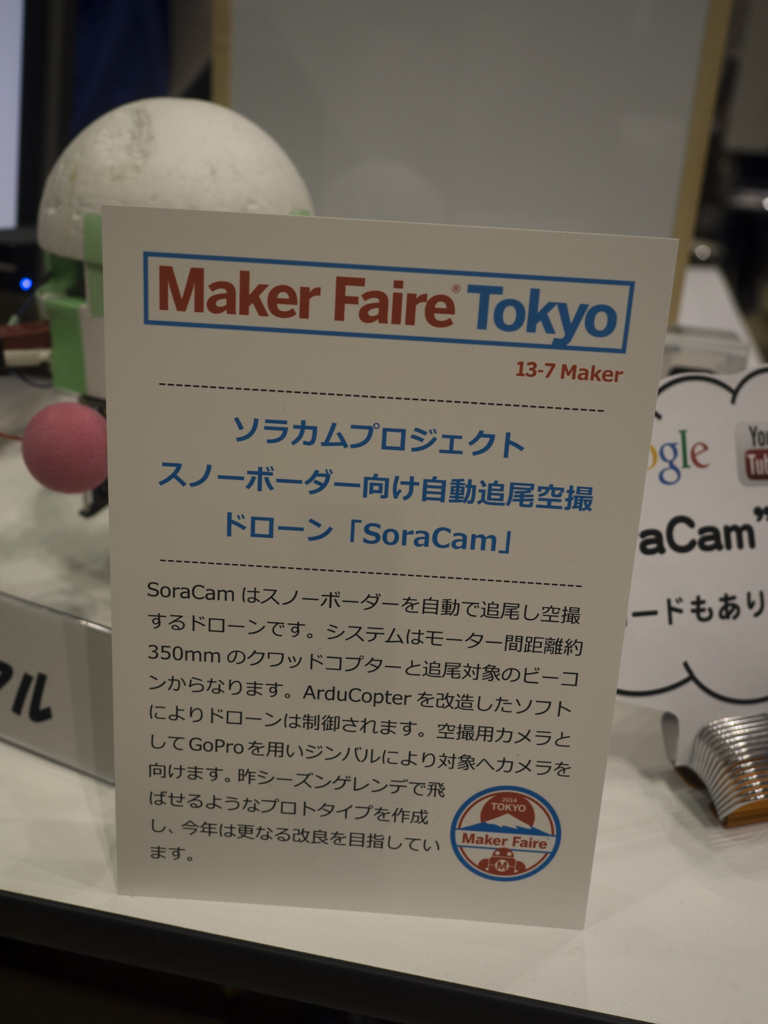 Maker Faire® Tokyo
13-7 Maker
ソラカムプロジェクト
スノーボーダー向け自動追尾空撮
ドローン「SoraCam」
SoraCam はスノーボーダーを自動で追尾し空撮
するドローンです。システムはモーター間距離約
350mm のクワッドコプターと追尾対象のビーコ
ンからなります。ArduCopter を改造したソフト
によりドローンは制御されます。空撮用カメラと
して GoPro を用いジンバルにより対象へカメラを
向けます。昨シーズンゲレンデで飛
ばせるようなプロトタイプを作成
し、今年は更なる改良を目指してい
ます。
2014
TOKYO
Maker Faire
M
ogle
You
Tub
aCam”
ードもあり
アル